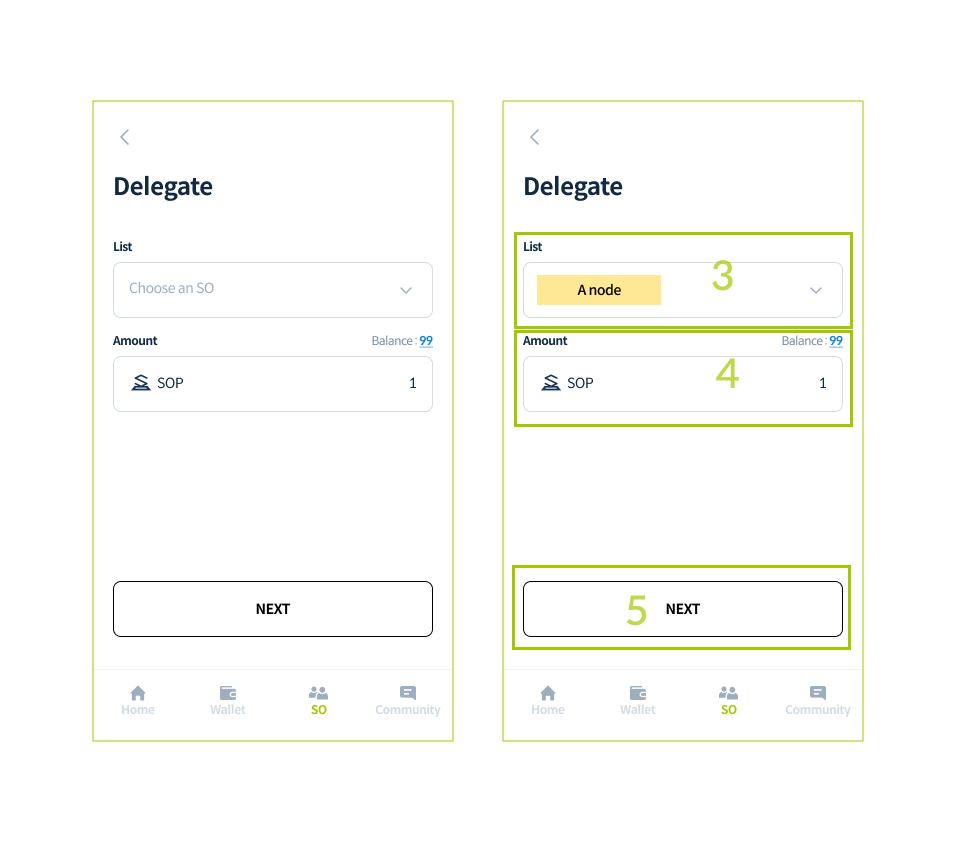 Delegate
List
Choose an SO
Amount
Balance : 99
SOP
1
NEXT
Home
Wallet
SO
Community
Delegate
List
A node
3
Amount
Balance : 99
SOP
4
1
5
NEXT
Home
Wallet
SO
Community